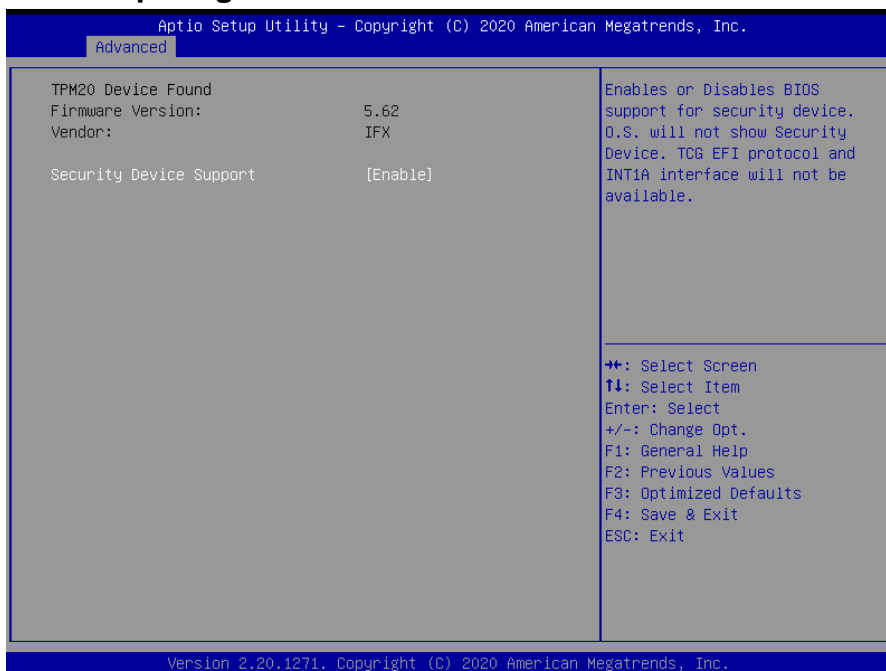 Aptio Setup Utility – Copyright (C) 2020 American Megatrends, Inc.
Advanced
TPM20 Device Found
Firmware Version: 5.62
Vendor: IFX
Security Device Support [Enable]
Enables or Disables BIOS
support for security device.
O.S. will not show Security
Device. TCG EFI protocol and
INT1A interface will not be
available.
→←: Select Screen
↑↓: Select Item
Enter: Select
+/-: Change Opt.
F1: General Help
F2: Previous Values
F3: Optimized Defaults
F4: Save & Exit
ESC: Exit
Version 2.20.1271. Copyright (C) 2020 American Megatrends, Inc.